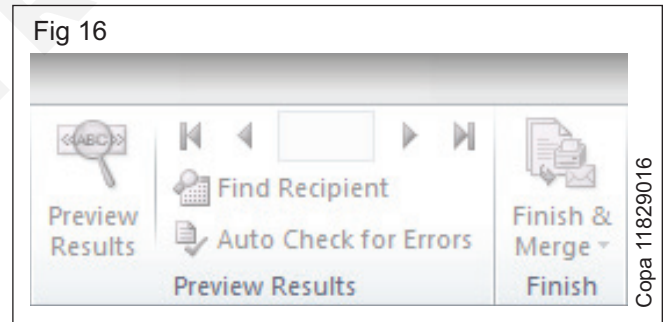 Fig 16
«ABC»
Preview
Results
Find Recipient
Auto Check for Errors
Preview Results
Finish &
Merge
Finish
Copa 11829016